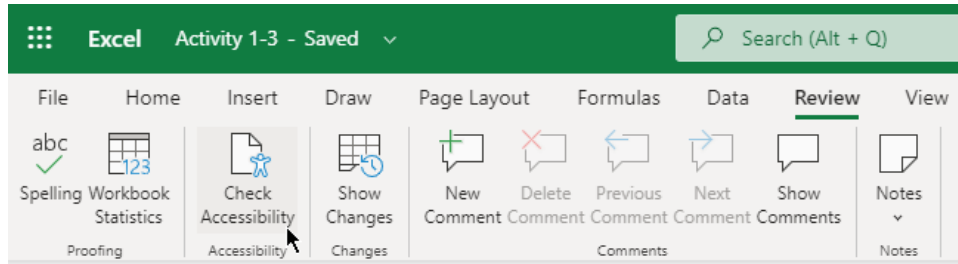 Excel Activity 1-3 - Saved Search (Alt + Q)
File Home Insert Draw Page Layout Formulas Data Review View
abc
123
Spelling Workbook Statistics Check Accessibility Show Changes New Comment Delete Comment Previous Comment Next Comment Show Comments Notes
Proofing Accessibility Changes Comments Notes